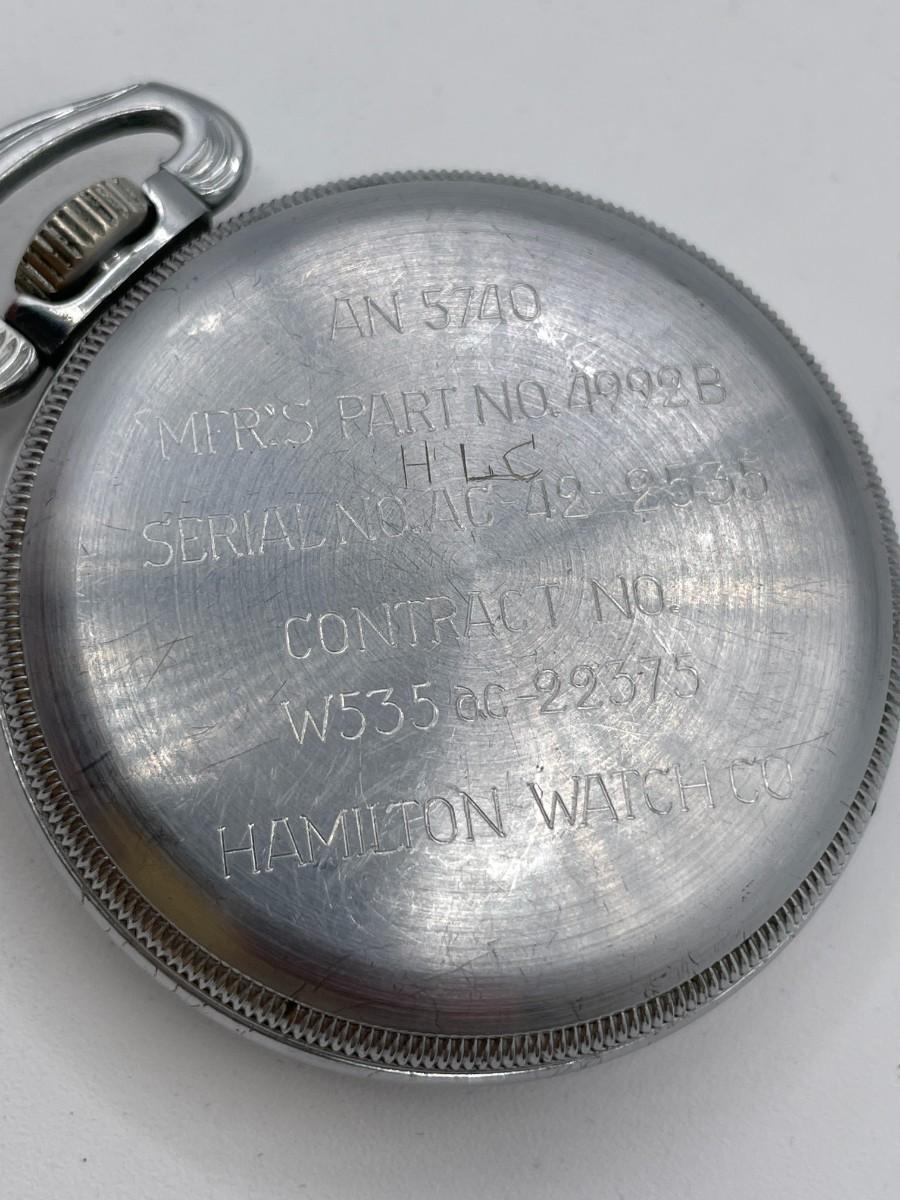 AN 5740
MFR'S PART NO. 4992B
HLC
SERIAL NO. AC-42-2535
CONTRACT NO.
W535 ac-22375
HAMILTON WATCH CO